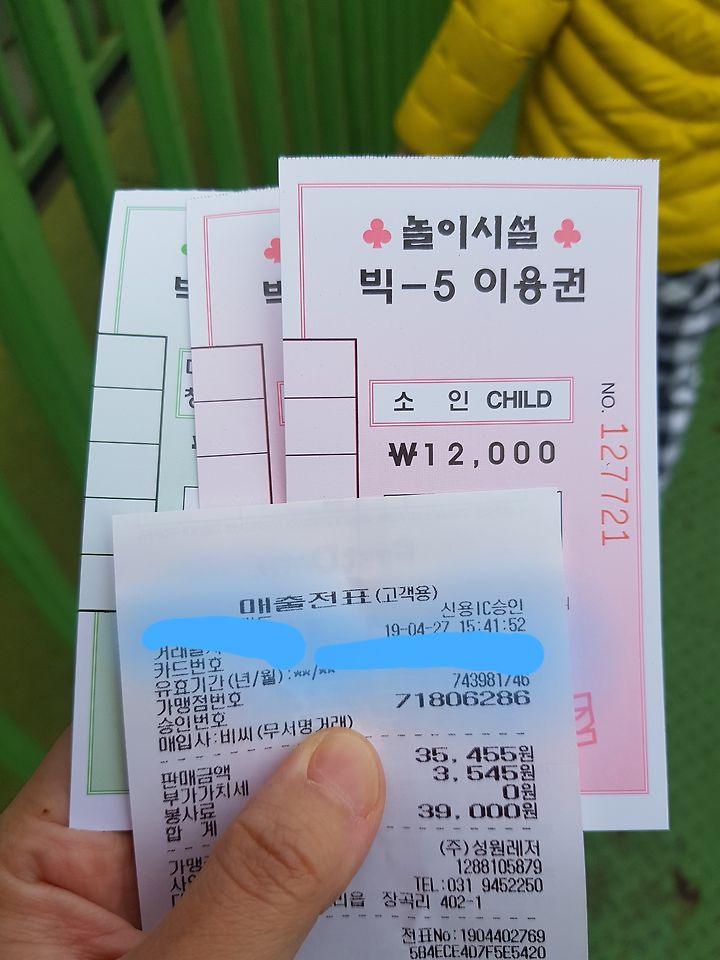 놀이시설
빅-5 이용권
소 인 CHILD
₩12,000
NO. 127721
매출전표(고객용)
신용IC승인
19-04-27 15:41:52
카드번호
유효기간(년/월):**/**
가맹점번호 743981746
승인번호 71806286
매입사:비씨(무서명거래)
판매금액 35,455원
부가가치세 3,545원
봉사료 0원
합 계 39,000원
(주)성원레저
1288105879
TEL:031 9452250
리읍 장곡리 402-1
전표No:1904402769
5B4ECE4D7F5E5420